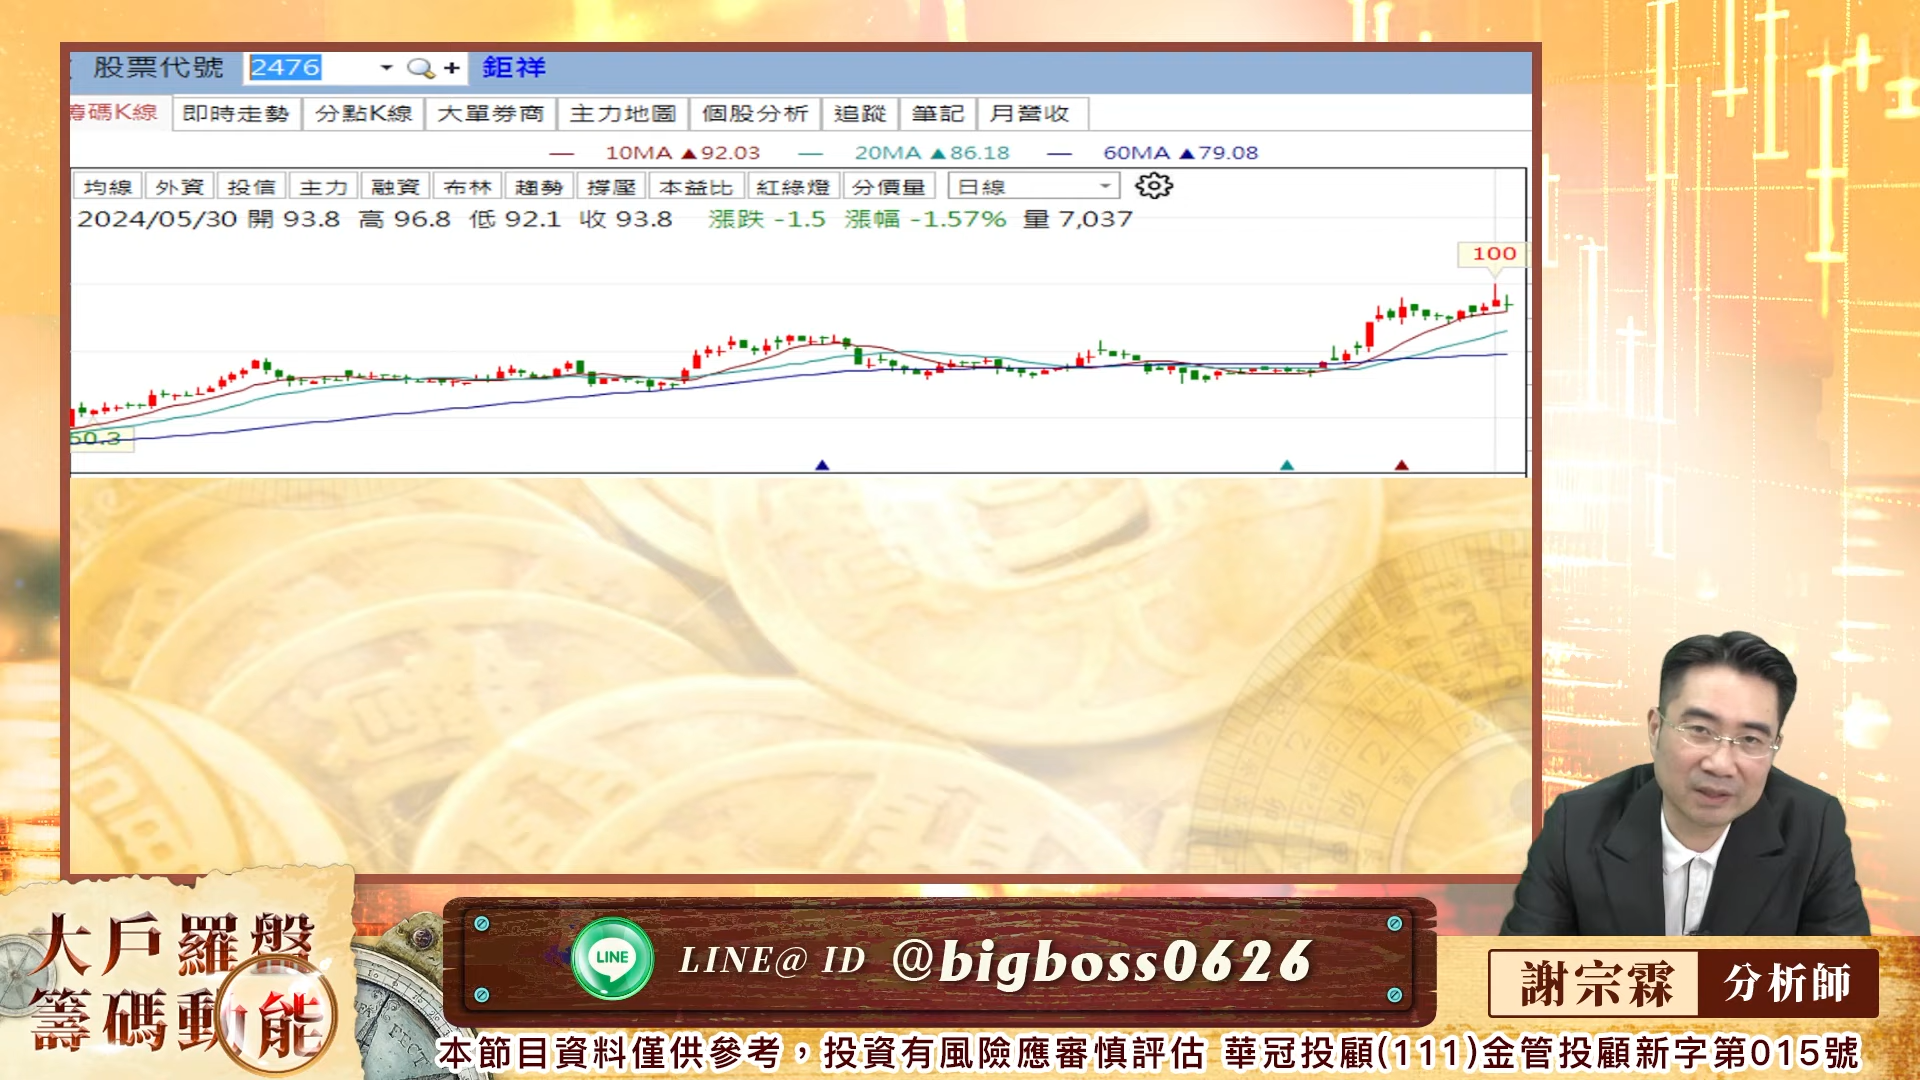 股票代號 2476 鉅祥
籌碼K線 即時走勢 分點K線 大單券商 主力地圖 個股分析 追蹤 筆記 月營收
10MA ▲92.03 20MA ▲86.18 60MA ▲79.08
均線 外資 投信 主力 融資 布林 趨勢 撐壓 本益比 紅綠燈 分價量 日線
2024/05/30 開 93.8 高 96.8 低 92.1 收 93.8 漲跌 -1.5 漲幅 -1.57% 量 7,037
100
60.3
大戶羅盤
籌碼動能
LINE LINE@ ID @bigboss0626
謝宗霖 分析師
本節目資料僅供參考，投資有風險應審慎評估 華冠投顧(111)金管投顧新字第015號